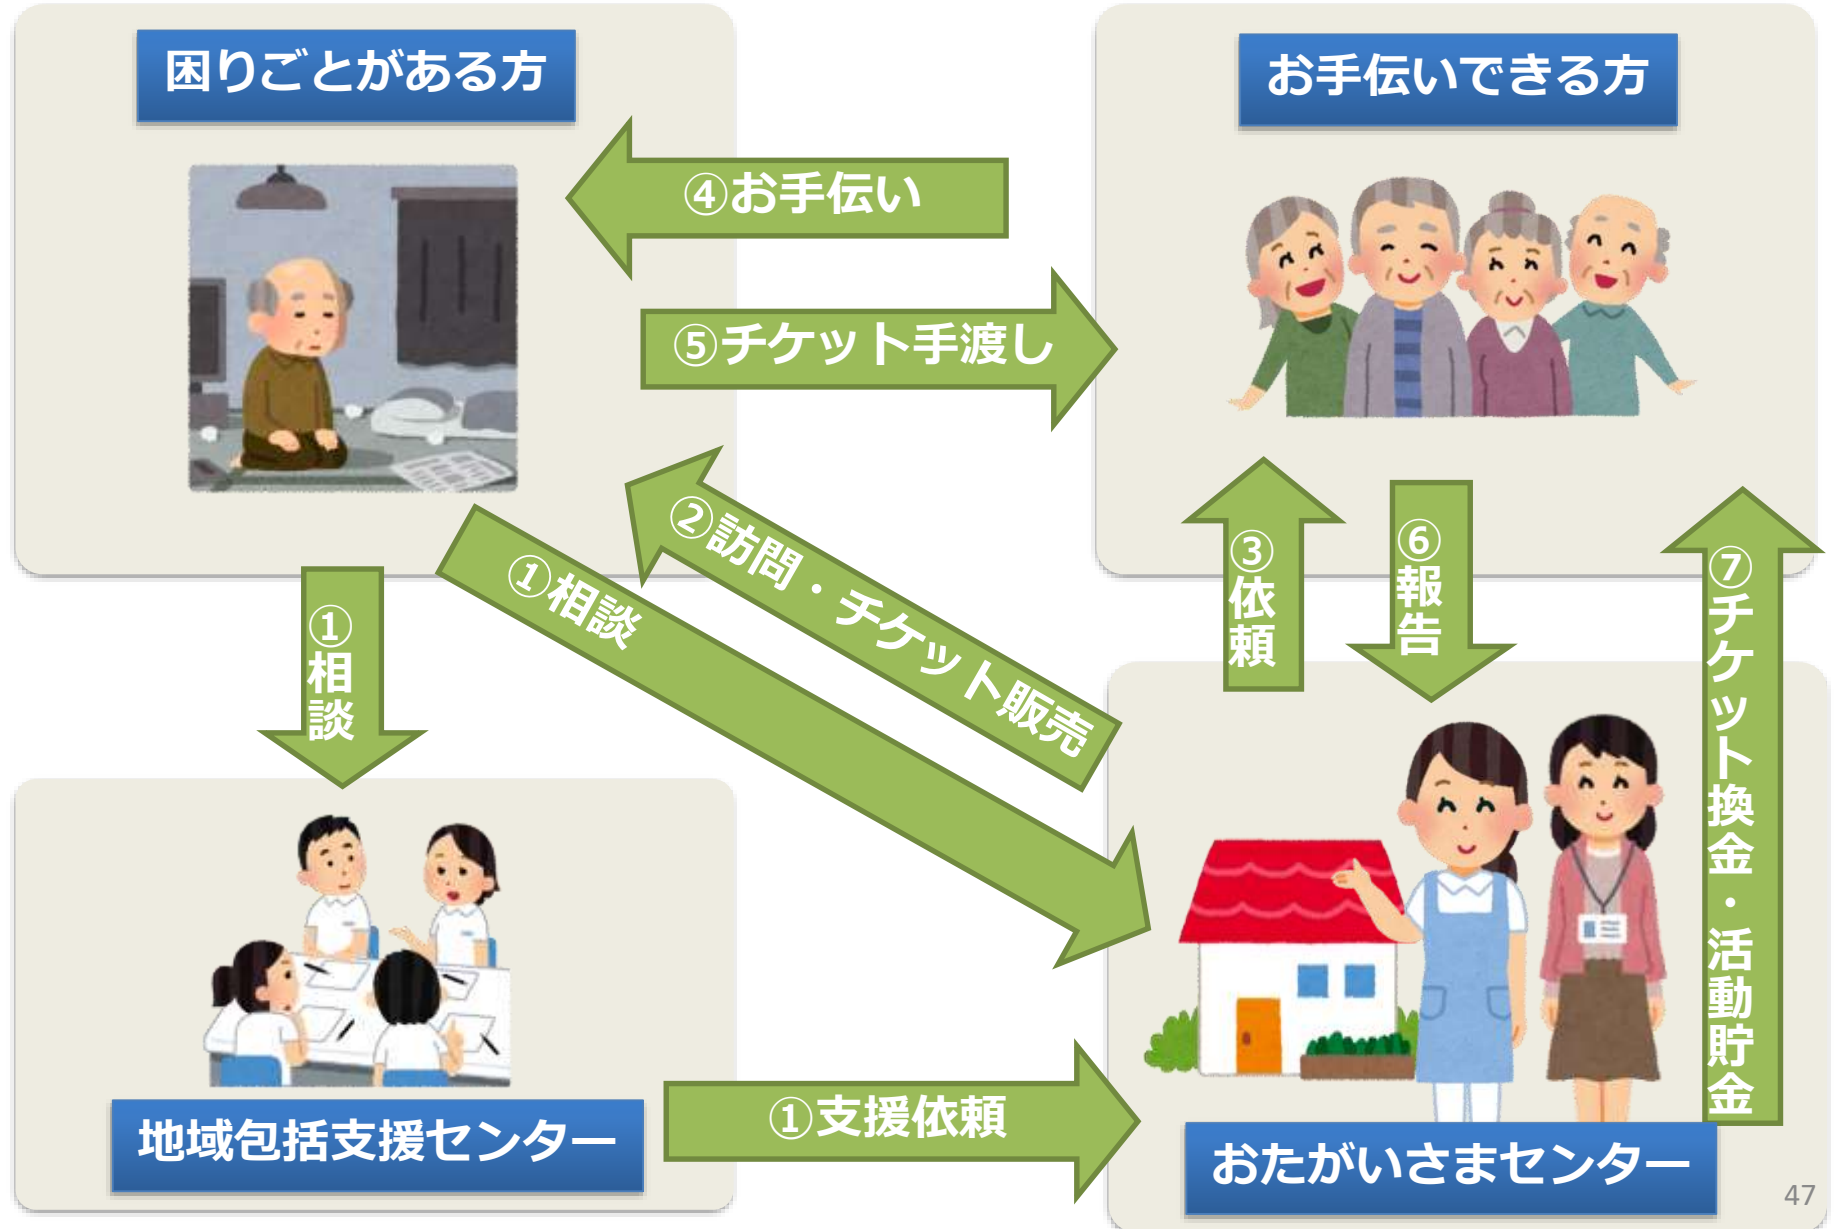 困りごとがある方
お手伝いできる方
④お手伝い
⑤チケット手渡し
②訪問・チケット販売
①相談
①相談
③依頼
⑥報告
⑦チケット換金・活動貯金
①支援依頼
地域包括支援センター
おたがいさまセンター
47